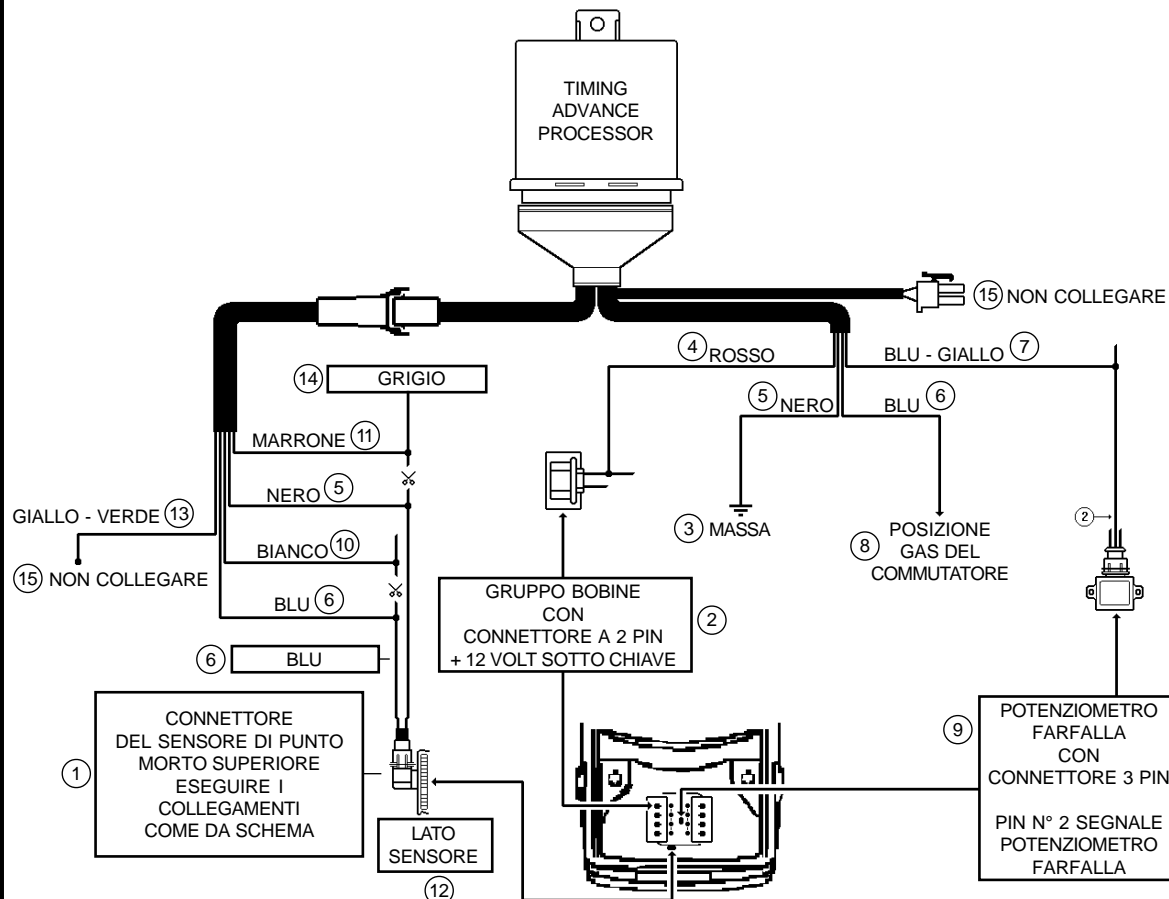 TIMING
ADVANCE
PROCESSOR
15 NON COLLEGARE
4 ROSSO
BLU - GIALLO 7
14 GRIGIO
5 NERO
BLU 6
MARRONE 11
NERO 5
GIALLO - VERDE 13
BIANCO 10
15 NON COLLEGARE
BLU 6
3 MASSA
8 POSIZIONE
GAS DEL
COMMUTATORE
2
GRUPPO BOBINE
CON
CONNETTORE A 2 PIN
+ 12 VOLT SOTTO CHIAVE
2
6 BLU
1
CONNETTORE
DEL SENSORE DI PUNTO
MORTO SUPERIORE
ESEGUIRE I
COLLEGAMENTI
COME DA SCHEMA
LATO
SENSORE
12
9
POTENZIOMETRO
FARFALLA
CON
CONNETTORE 3 PIN
PIN N° 2 SEGNALE
POTENZIOMETRO
FARFALLA